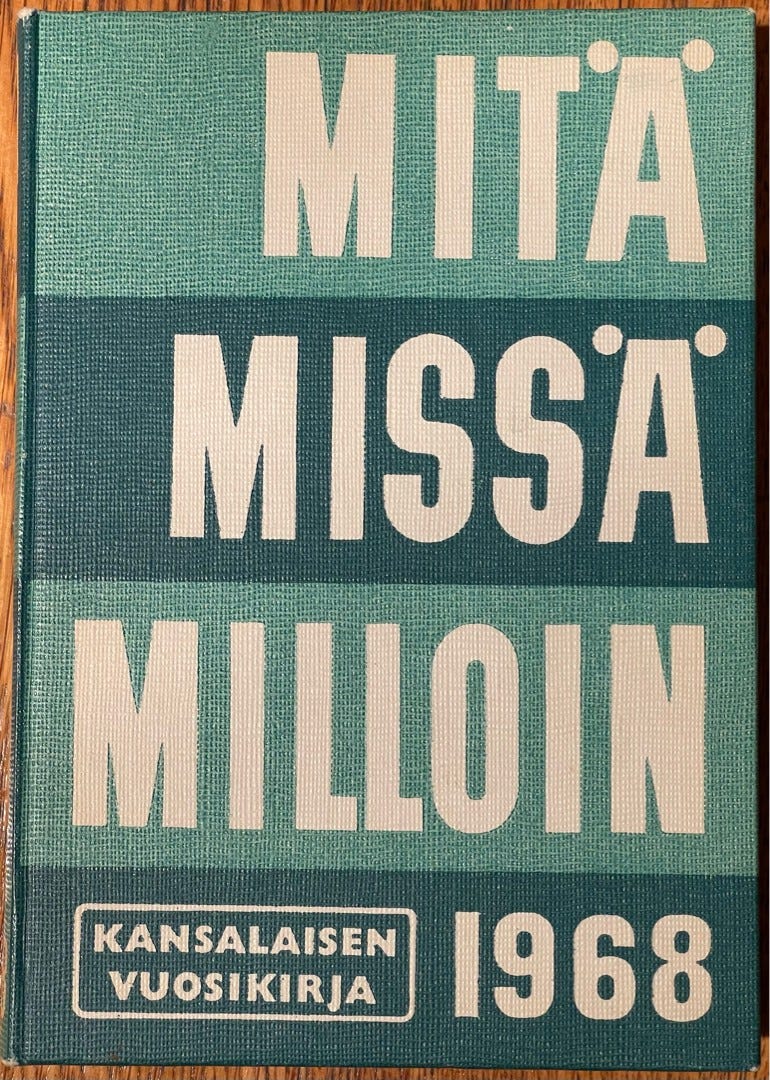 MITÄ
MISSÄ
MILLOIN
KANSALAISEN
VUOSIKIRJA
1968